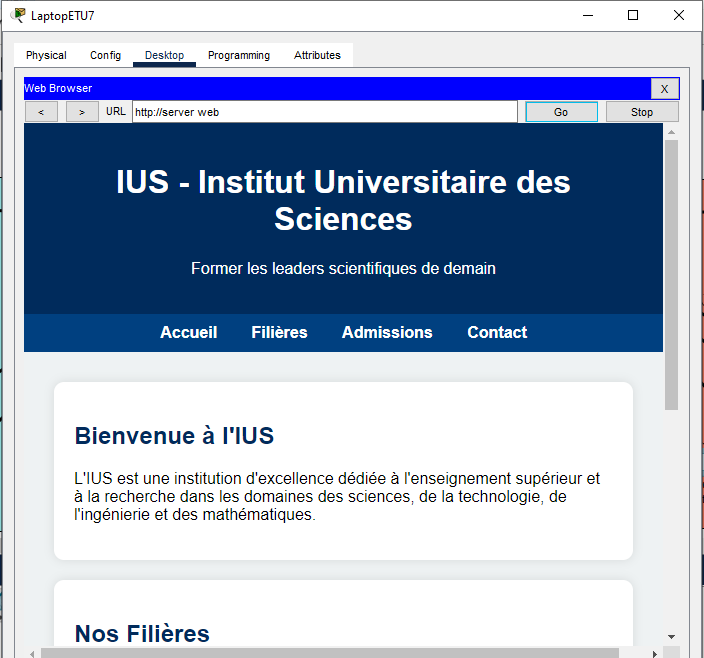 LaptopETU7
Physical Config Desktop Programming Attributes
Web Browser X
< > URL http://server web Go Stop
IUS - Institut Universitaire des
Sciences
Former les leaders scientifiques de demain
Accueil Filières Admissions Contact
Bienvenue à l'IUS
L'IUS est une institution d'excellence dédiée à l'enseignement supérieur et
à la recherche dans les domaines des sciences, de la technologie, de
l'ingénierie et des mathématiques.
Nos Filières